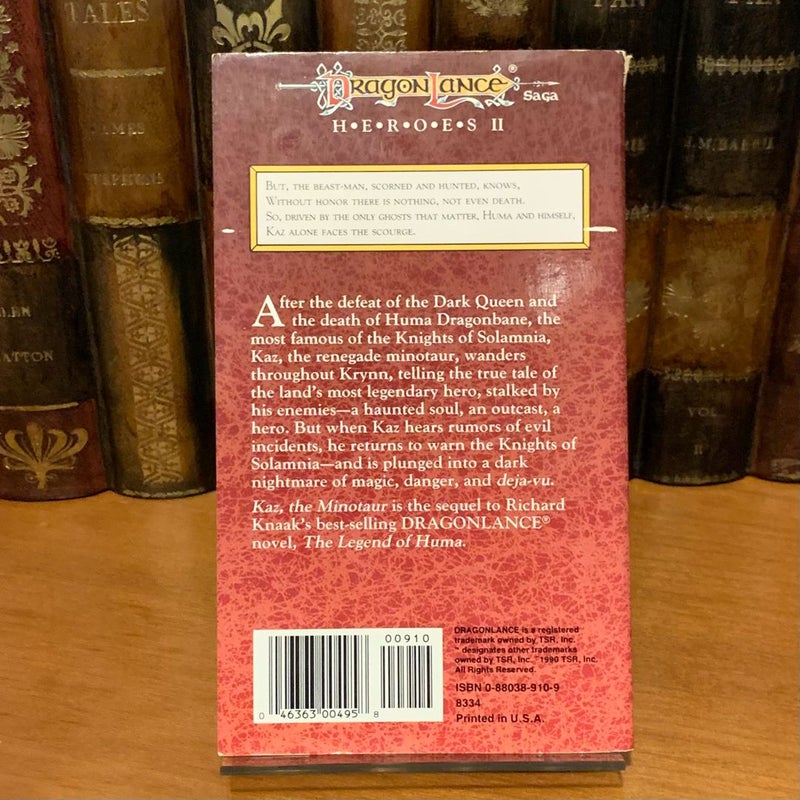 TALES
JAMES
STEPHENS
PAN
J. M. BARRIE
VOL
II
DRAGONLANCE®
SAGA
H•E•R•O•E•S II
BUT, THE BEAST-MAN, SCORNED AND HUNTED, KNOWS,
WITHOUT HONOR THERE IS NOTHING, NOT EVEN DEATH.
SO, DRIVEN BY THE ONLY GHOSTS THAT MATTER, HUMA AND HIMSELF,
KAZ ALONE FACES THE SCOURGE.
After the defeat of the Dark Queen and
the death of Huma Dragonbane, the
most famous of the Knights of Solamnia,
Kaz, the renegade minotaur, wanders
throughout Krynn, telling the true tale of
the land's most legendary hero, stalked by
his enemies—a haunted soul, an outcast, a
hero. But when Kaz hears rumors of evil
incidents, he returns to warn the Knights of
Solamnia—and is plunged into a dark
nightmare of magic, danger, and deja-vu.
Kaz, the Minotaur is the sequel to Richard
Knaak's best-selling DRAGONLANCE®
novel, The Legend of Huma.
00910
0 46363 00495 8
DRAGONLANCE is a registered
trademark owned by TSR, Inc.
™ designates other trademarks
owned by TSR, Inc. ™ 1990 TSR, Inc.
All Rights Reserved.
ISBN 0-88038-910-9
8334
Printed in U.S.A.